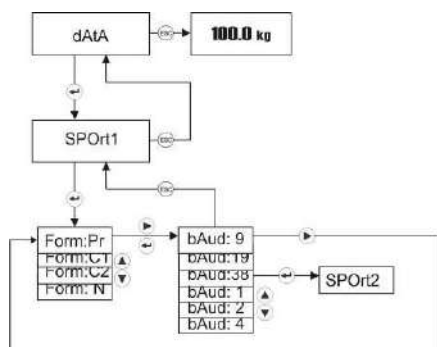 dAtA
ESC
100.0 kg
SPOrt1
ESC
ESC
Form:Pr
Form:C1
Form:C2
Form: N
bAud: 9
bAud:19
bAud:38
bAud: 1
bAud: 2
bAud: 4
SPOrt2